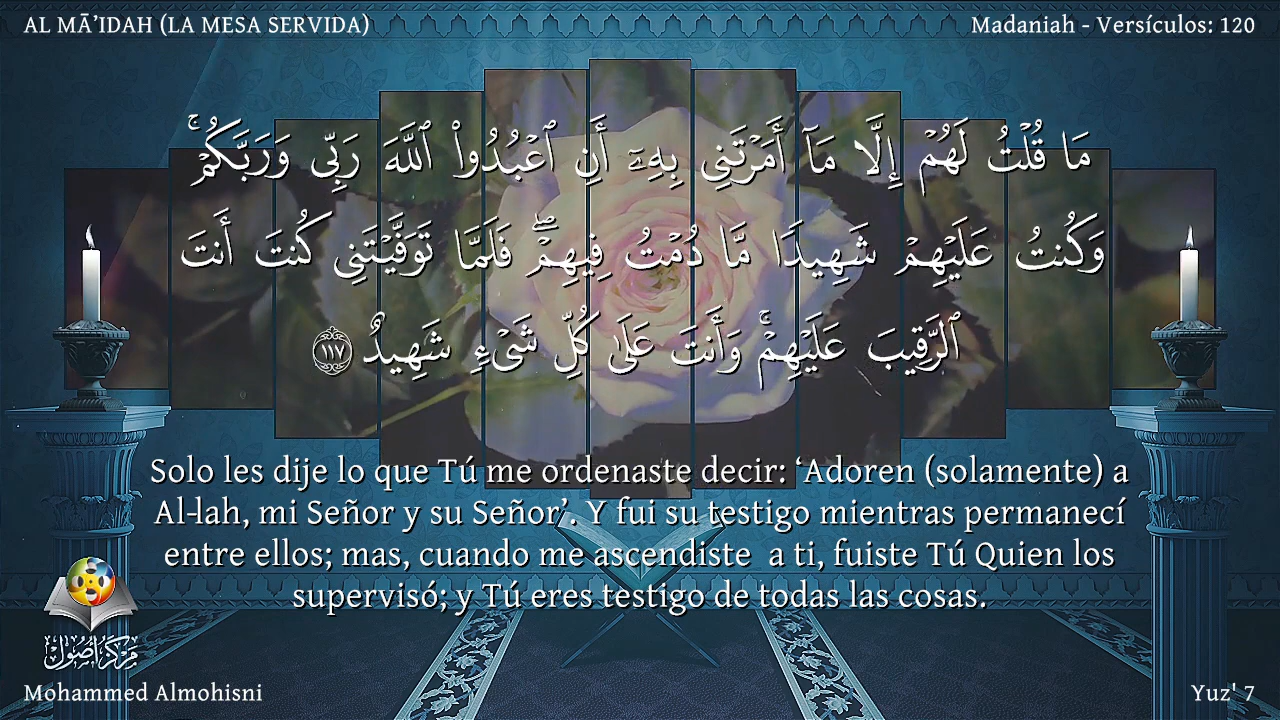 AL MĀʼIDAH (LA MESA SERVIDA)
Madaniah - Versículos: 120
مَا قُلْتُ لَهُمْ إِلَّا مَآ أَمَرْتَنِى بِهِۦٓ أَنِ ٱعْبُدُوا۟ ٱللَّهَ رَبِّى وَرَبَّكُمْ ۚ
وَكُنتُ عَلَيْهِمْ شَهِيدًا مَّا دُمْتُ فِيهِمْ ۖ فَلَمَّا تَوَفَّيْتَنِى كُنتَ أَنتَ
ٱلرَّقِيبَ عَلَيْهِمْ ۚ وَأَنتَ عَلَىٰ كُلِّ شَىْءٍ شَهِيدٌ ١١٧
Solo les dije lo que Tú me ordenaste decir: ‘Adoren (solamente) a
Al-lah, mi Señor y su Señor’. Y fui su testigo mientras permanecí
entre ellos; mas, cuando me ascendiste  a ti, fuiste Tú Quien los
supervisó; y Tú eres testigo de todas las cosas.
مركز أصول
Mohammed Almohisni
Yuz' 7